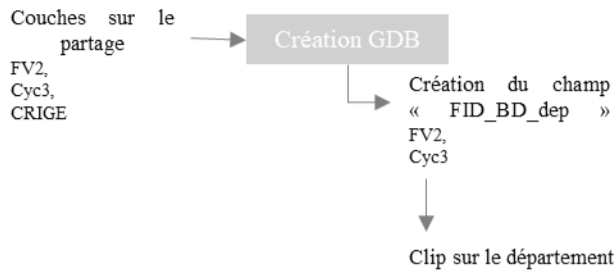 Couches sur le
partage
FV2,
Cyc3,
CRIGE
Création GDB
Création du champ
« FID_BD_dep »
FV2,
Cyc3
Clip sur le département